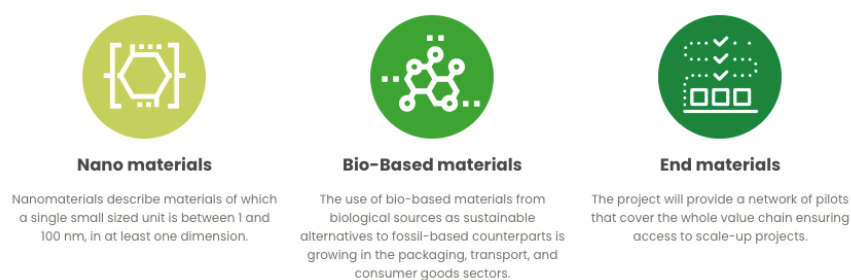 Nano materials
Nanomaterials describe materials of which
a single small sized unit is between 1 and
100 nm, in at least one dimension.
Bio-Based materials
The use of bio-based materials from
biological sources as sustainable
alternatives to fossil-based counterparts is
growing in the packaging, transport, and
consumer goods sectors.
End materials
The project will provide a network of pilots
that cover the whole value chain ensuring
access to scale-up projects.